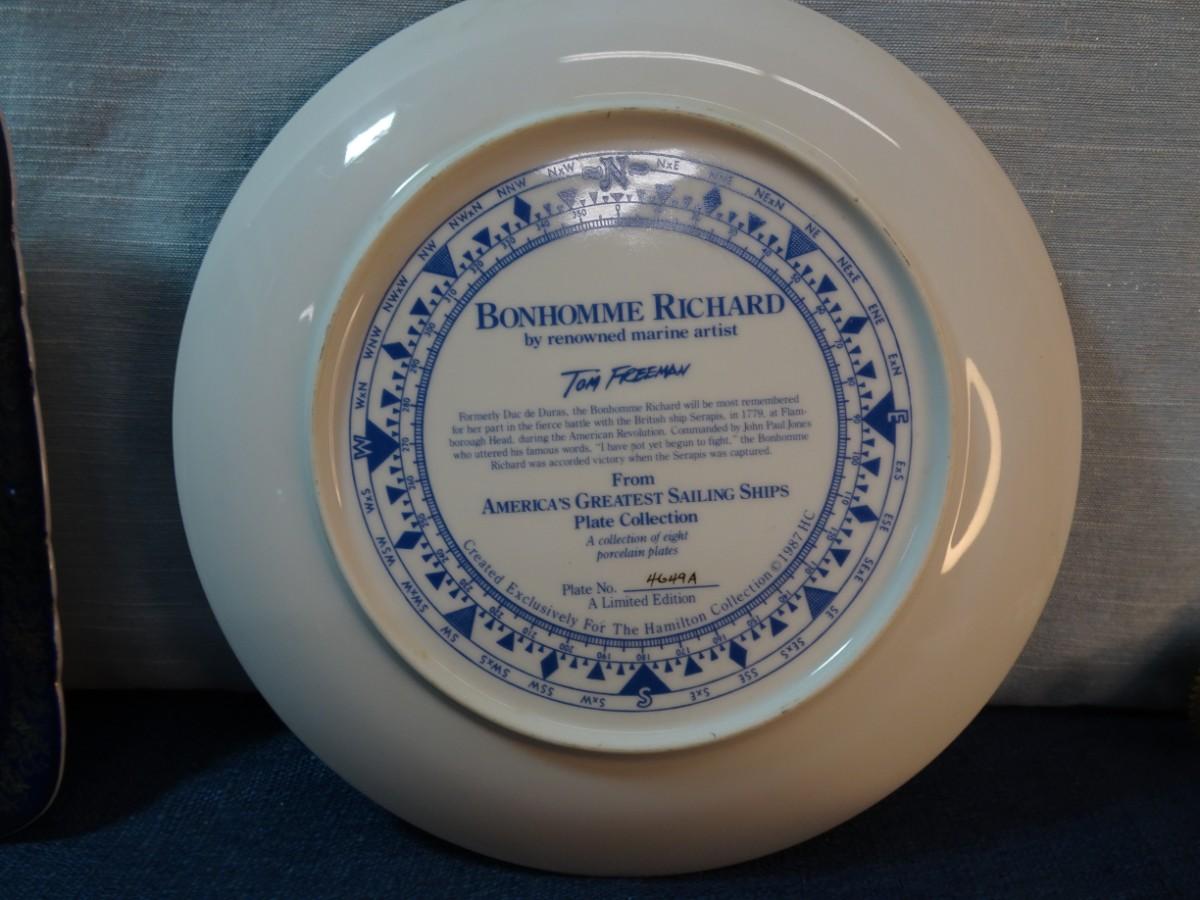 BONHOMME RICHARD
by renowned marine artist
TOM FREEMAN
Formerly Duc de Duras, the Bonhomme Richard will be most remembered
for her part in the fierce battle with the British ship Serapis, in 1779, at Flam-
borough Head, during the American Revolution. Commanded by John Paul Jones
who uttered his famous words, "I have not yet begun to fight," the Bonhomme
Richard was accorded victory when the Serapis was captured.
From
AMERICA'S GREATEST SAILING SHIPS
Plate Collection
A collection of eight
porcelain plates
Plate No. 4649A
A Limited Edition
Created Exclusively For The Hamilton Collection © 1987 HC
N
NxE
NNE
NExN
NE
NExE
ENE
ExN
E
ExS
ESE
SExE
SE
SExS
SSE
SxE
S
SxW
SSW
SWxS
SW
SWxW
WSW
WxS
W
WxN
WNW
NWxW
NW
NWxN
NNW
NxW